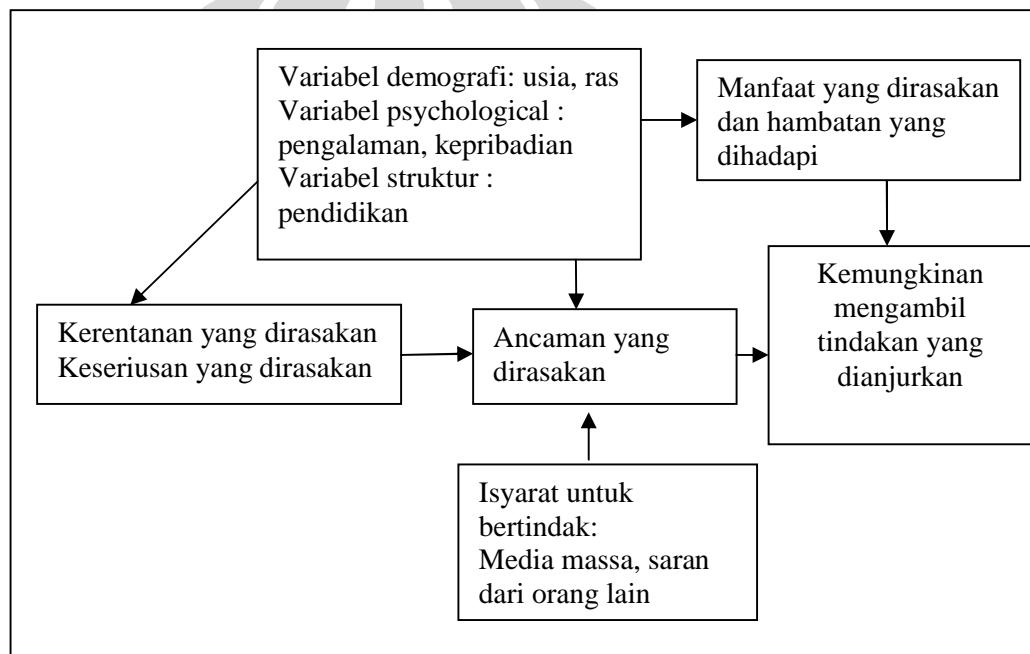 Variabel demografi: usia, ras
Variabel psychological :
pengalaman, kepribadian
Variabel struktur :
pendidikan
Manfaat yang dirasakan
dan hambatan yang
dihadapi
Kerentanan yang dirasakan
Keseriusan yang dirasakan
Ancaman yang
dirasakan
Kemungkinan
mengambil
tindakan yang
dianjurkan
Isyarat untuk
bertindak:
Media massa, saran
dari orang lain